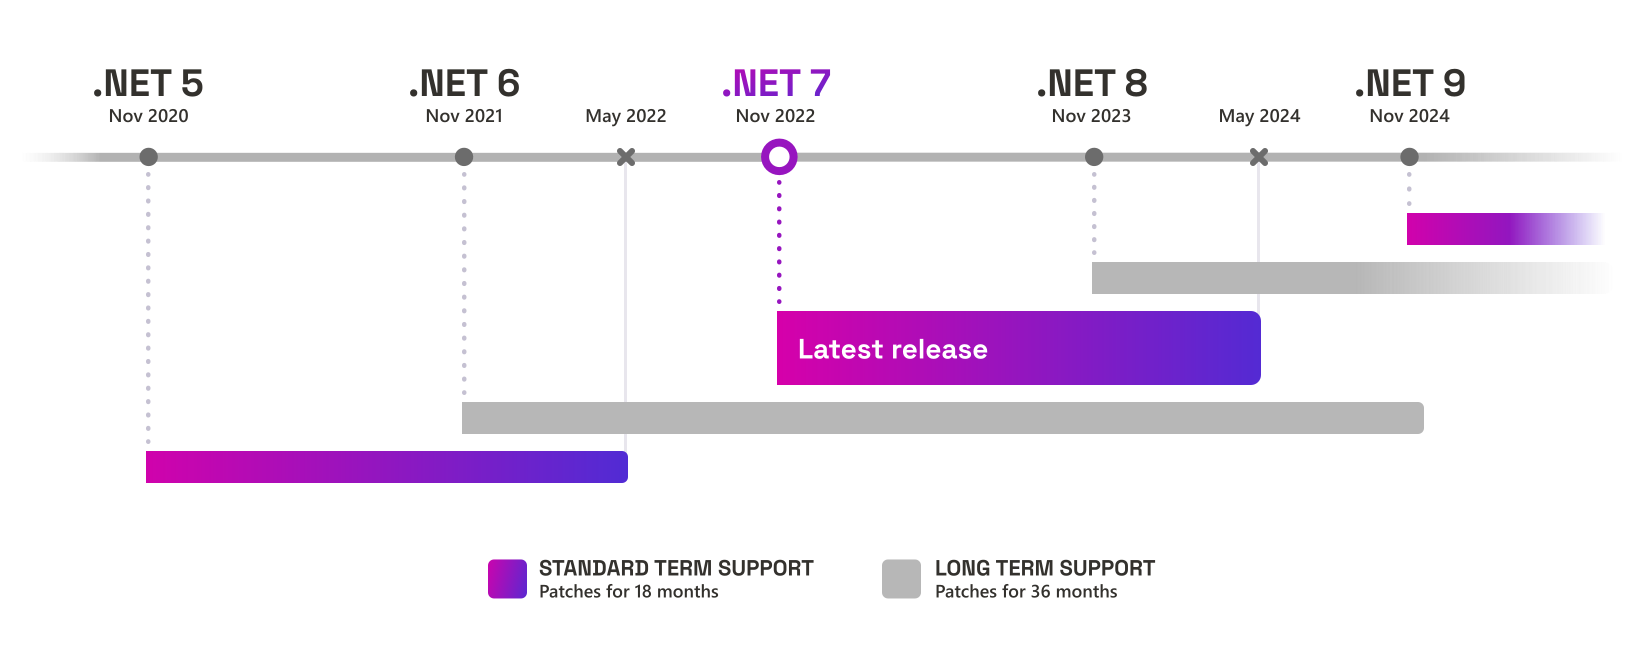 .NET 5
Nov 2020
.NET 6
Nov 2021
May 2022
.NET 7
Nov 2022
.NET 8
Nov 2023
May 2024
.NET 9
Nov 2024
Latest release
STANDARD TERM SUPPORT
Patches for 18 months
LONG TERM SUPPORT
Patches for 36 months